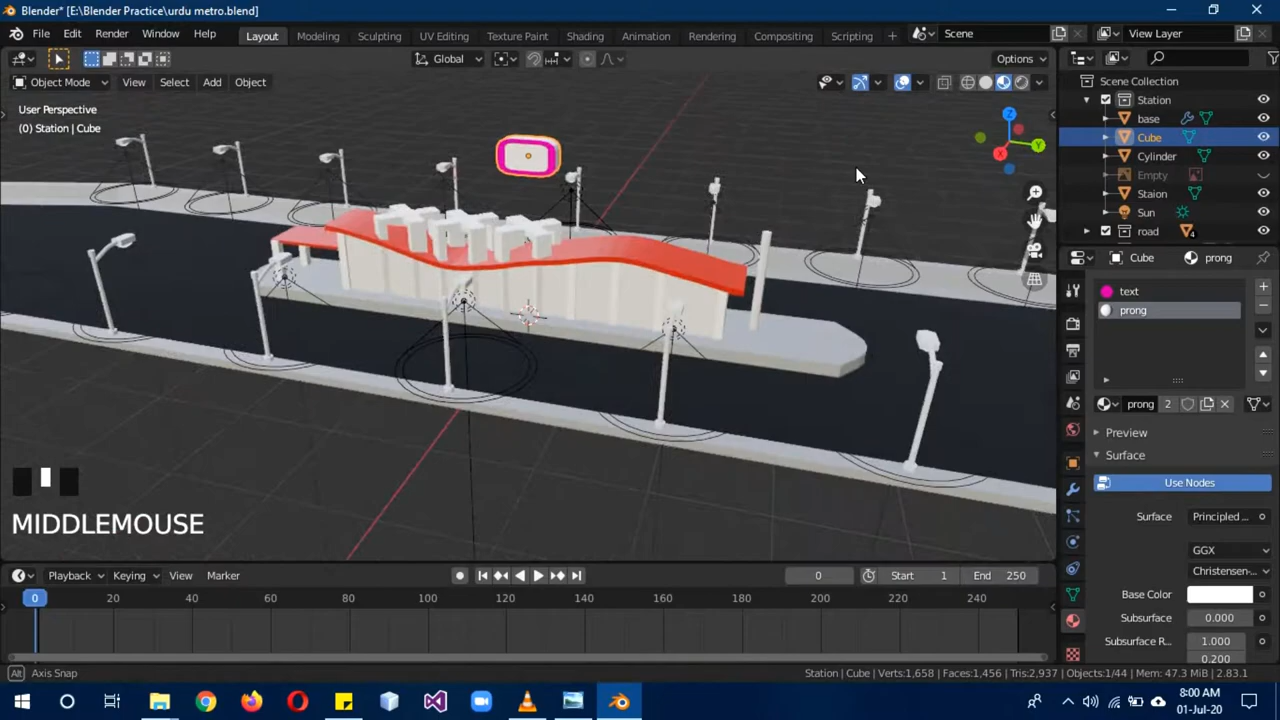 Blender* [E:\Blender Practice\urdu metro.blend]
File Edit Render Window Help Layout Modeling Sculpting UV Editing Texture Paint Shading Animation Rendering Compositing Scripting + Scene View Layer
Global Options
Object Mode View Select Add Object
User Perspective
(0) Station | Cube
Scene Collection
Station
base
Cube
Cylinder
Empty
Staion
Sun
road
4
Cube prong
text
prong
prong 2
Preview
Surface
Use Nodes
Surface Principled ...
GGX
Christensen-...
Base Color
Subsurface 0.000
Subsurface R... 1.000
0.200
X
Y
MIDDLEMOUSE
Playback Keying View Marker 0 Start 1 End 250
0 20 40 60 80 100 120 140 160 180 200 220 240
Alt Axis Snap Station | Cube | Verts:1,658 | Faces:1,456 | Tris:2,937 | Objects:1/44 | Mem: 47.3 MiB | 2.83.1
8:00 AM
01-Jul-20